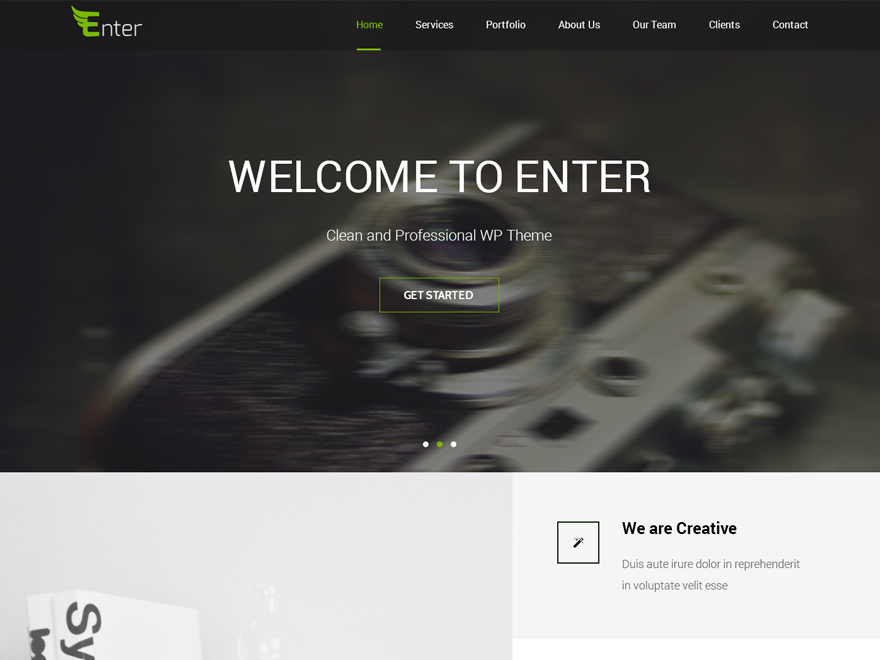 Enter
Home Services Portfolio About Us Our Team Clients Contact
WELCOME TO ENTER
Clean and Professional WP Theme
GET STARTED
We are Creative
Duis aute irure dolor in reprehenderit
in voluptate velit esse
Sy